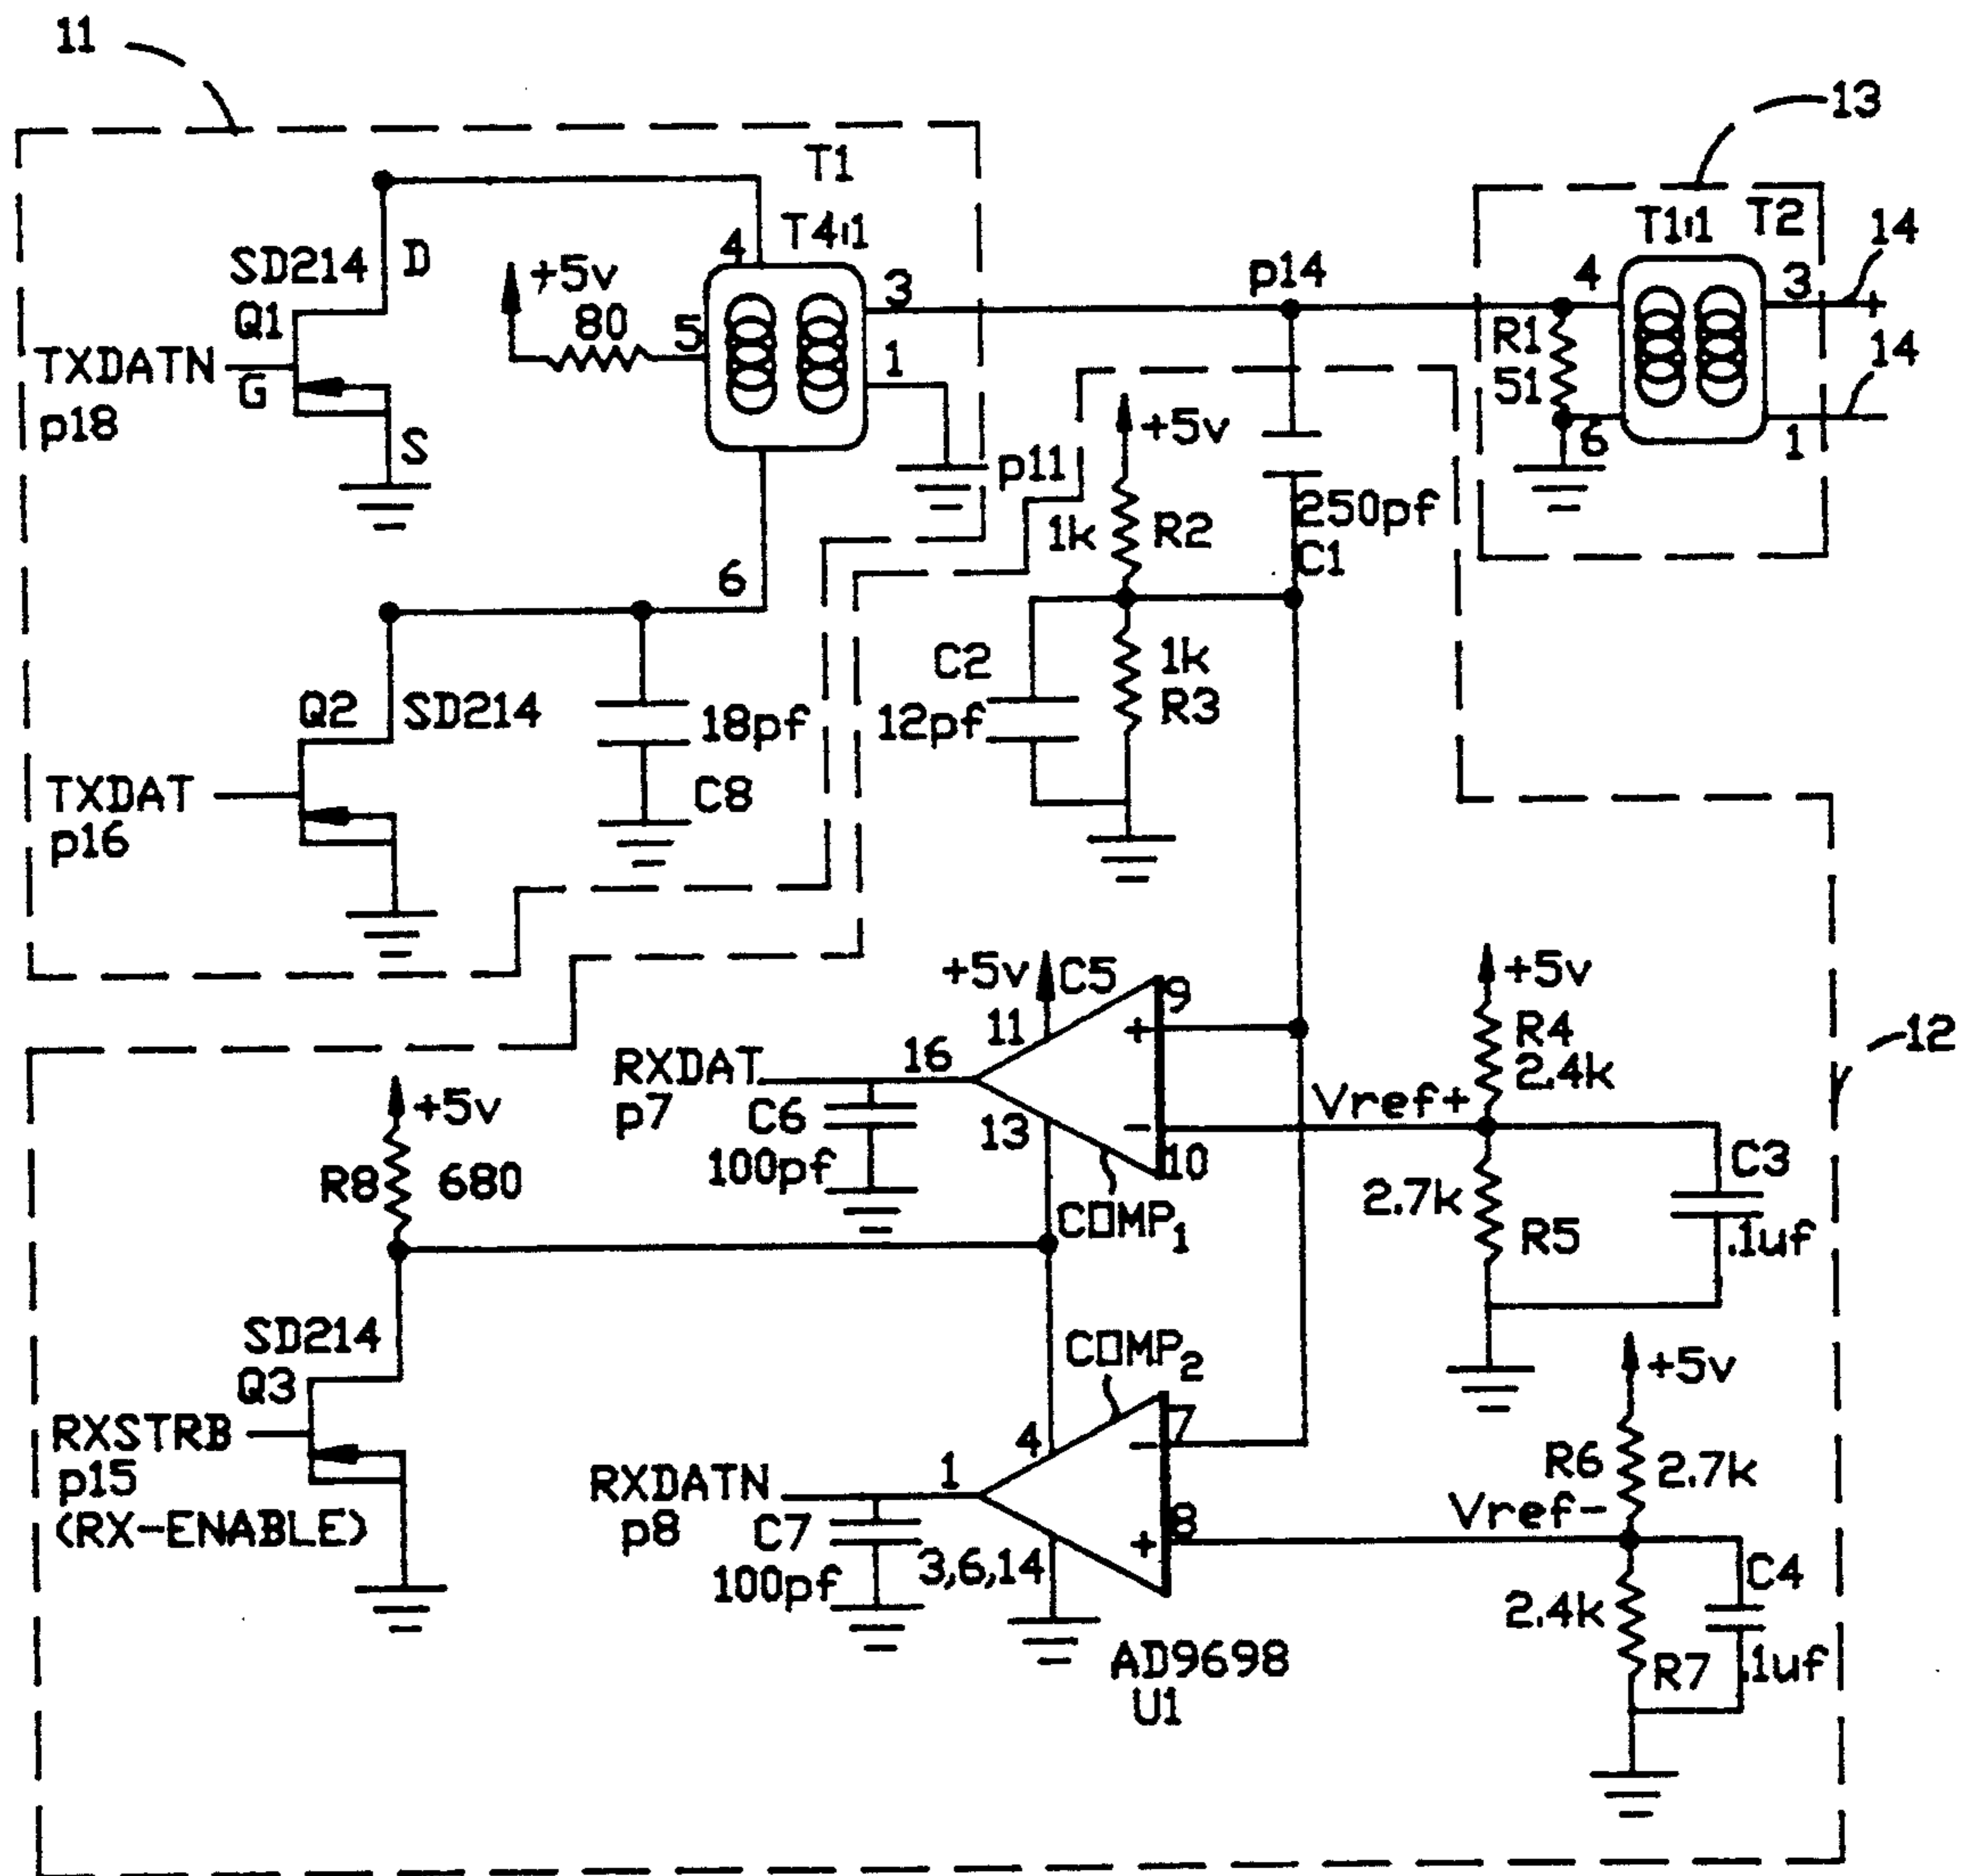 11
13
T1
T4:1
T1:1 T2
14
4
SD214 D
+5v
3
p14
4
3
Q1
80
5
R1
51
14
TXDATN
G
1
p18
+5v
S
p11
6
1
1k R2
250pf
C1
6
C2
1k
R3
Q2 SD214
18pf
12pf
TXDAT
C8
p16
+5v C5
9
+5v
11
+
R4
12
RXDAT
16
2.4k
p7
C6
Vref+
+5v
13
-
10
C3
R8 680
100pf
2.7k
COMP1
R5
.1uf
SD214
COMP2
+5v
Q3
7
RXSTRB
4
-
p15
R6 2.7k
(RX-ENABLE)
RXDATN
1
Vref-
p8
C7
8
+
100pf
3,6,14
C4
2.4k
AD9698
R7 .1uf
U1